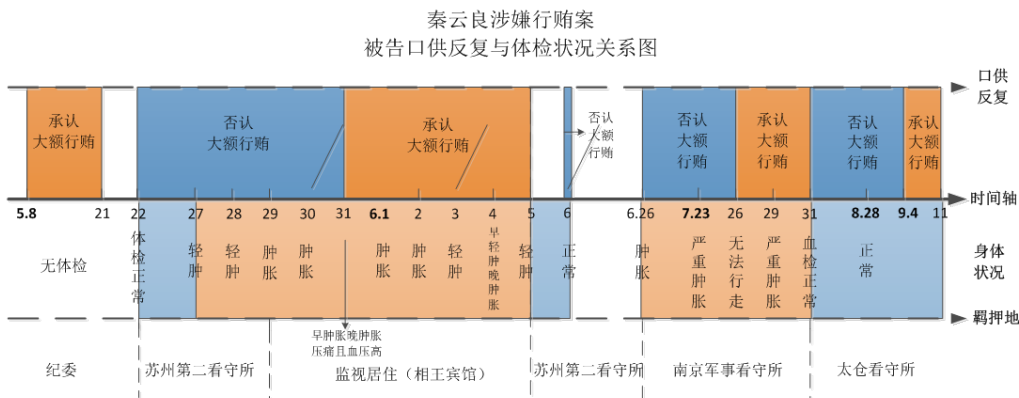 秦云良涉嫌行贿案
被告口供反复与体检状况关系图
口供
反复
承认
大额行贿
否认
大额行贿
承认
大额行贿
否认
大额
行贿
否认
大额
行贿
承认
大额
行贿
否认
大额
行贿
承认
大额
行贿
时间轴
5.8 21 22 27 28 29 30 31 6.1 2 3 4 5 6 6.26 7.23 26 29 31 8.28 9.4 11
无体检
体检正常
轻肿
轻肿
肿胀
肿胀
早肿胀晚肿胀
压痛且血压高
肿胀
肿胀
轻肿
早轻肿晚肿胀
轻肿
正常
肿胀
严重肿胀
无法行走
严重肿胀
血检正常
正常
身体
状况
羁押地
纪委
苏州第二看守所
监视居住（相王宾馆）
苏州第二看守所
南京军事看守所
太仓看守所